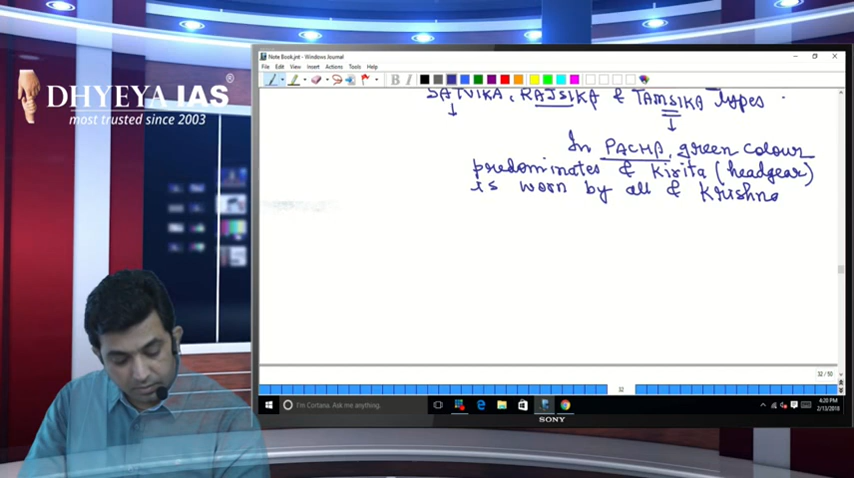 DHYEYA IAS®
most trusted since 2003
Note Book.jnt - Windows Journal
File Edit View Insert Actions Tools Help
B I
SATVIKA, RAJSIKA & TAMSIKA Types.
In PACHA, green colour
predominates & Kirita (headgear)
is worn by all & Krishna
32 / 50
32
I'm Cortana. Ask me anything.
4:20 PM
2/13/2018
SONY